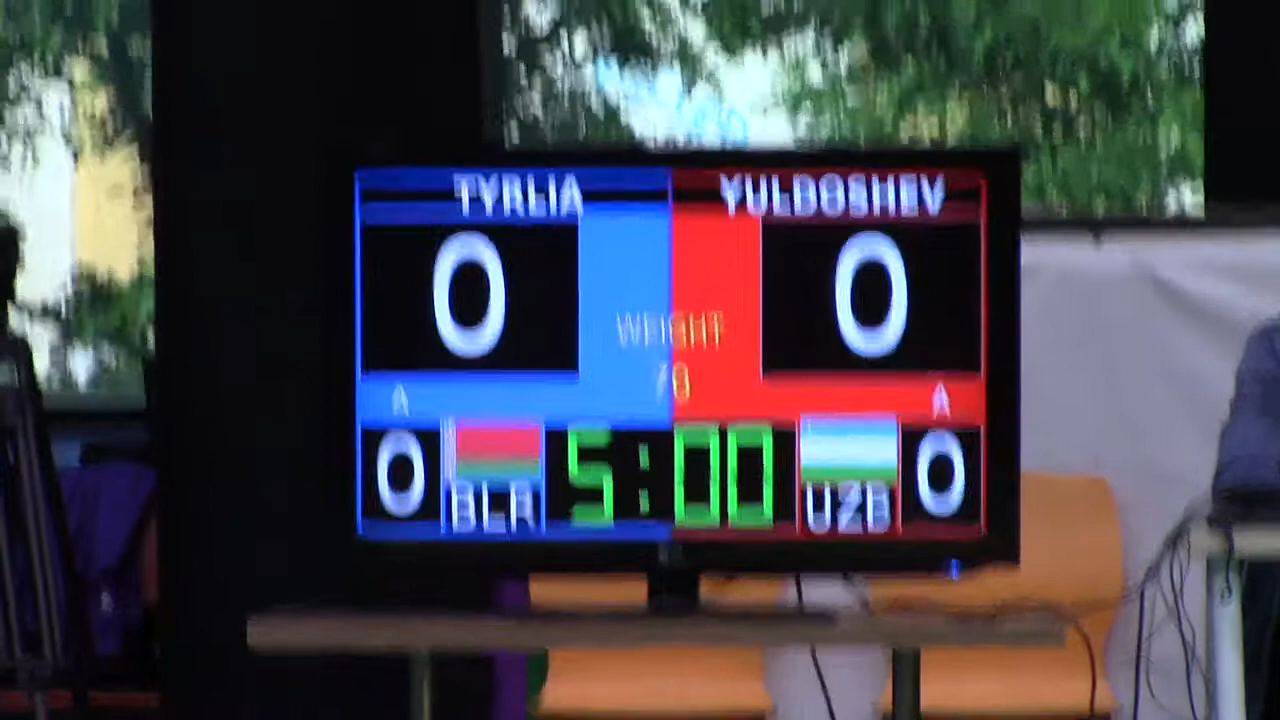 TYRLIA YULDOSHEV
0 0
WEIGHT
A A
0 BLR 5:00 UZB 0